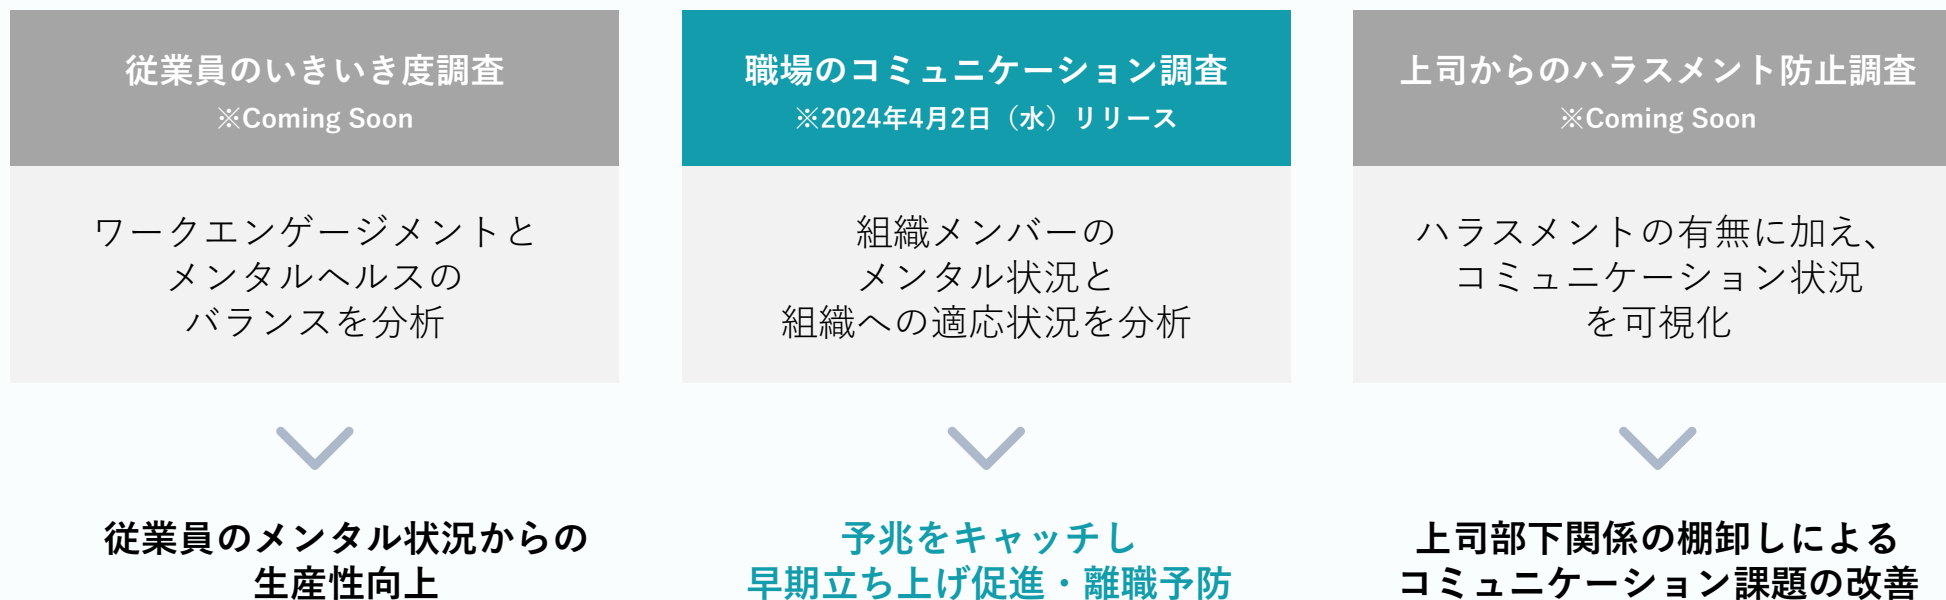 従業員のいきいき度調査
※Coming Soon
ワークエンゲージメントと
メンタルヘルスの
バランスを分析
従業員のメンタル状況からの
生産性向上
職場のコミュニケーション調査
※2024年4月2日（水）リリース
組織メンバーの
メンタル状況と
組織への適応状況を分析
予兆をキャッチし
早期立ち上げ促進・離職予防
上司からのハラスメント防止調査
※Coming Soon
ハラスメントの有無に加え、
コミュニケーション状況
を可視化
上司部下関係の棚卸しによる
コミュニケーション課題の改善